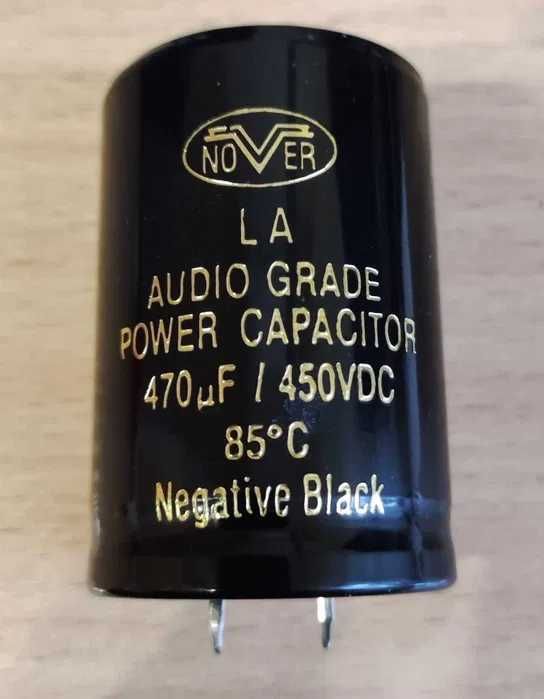 NOVER
LA
AUDIO GRADE
POWER CAPACITOR
470µF / 450VDC
85°C
Negative Black